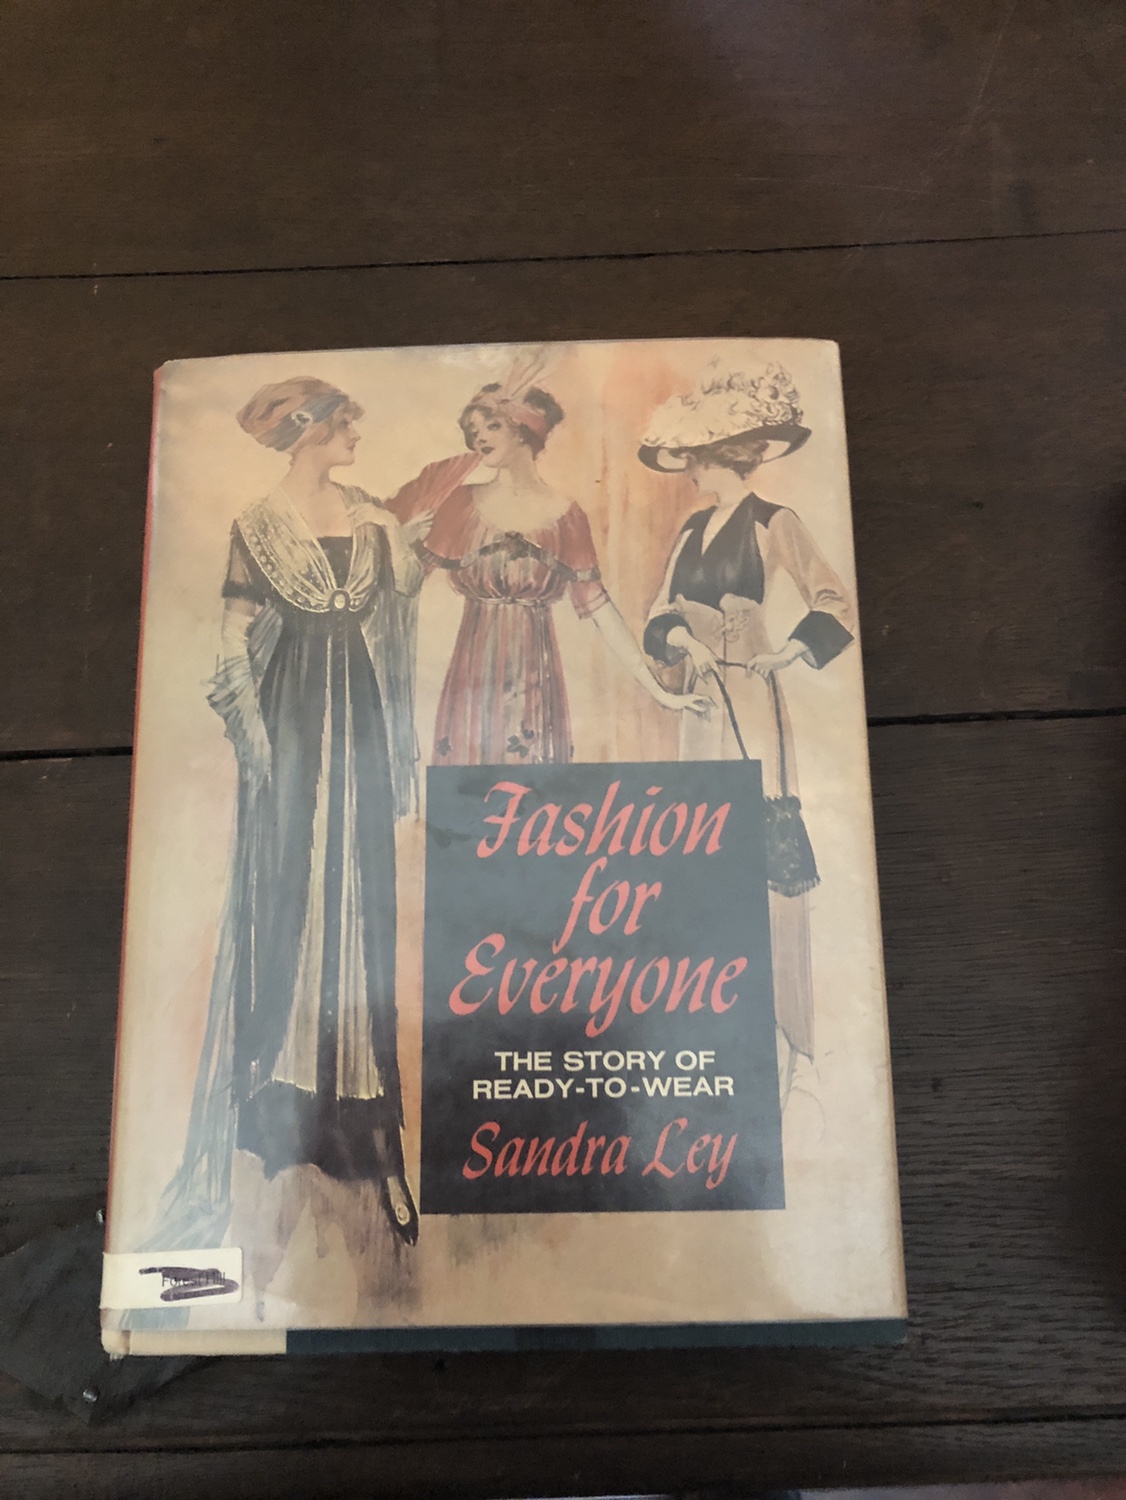 Fashion
for
Everyone
THE STORY OF
READY-TO-WEAR
Sandra Ley